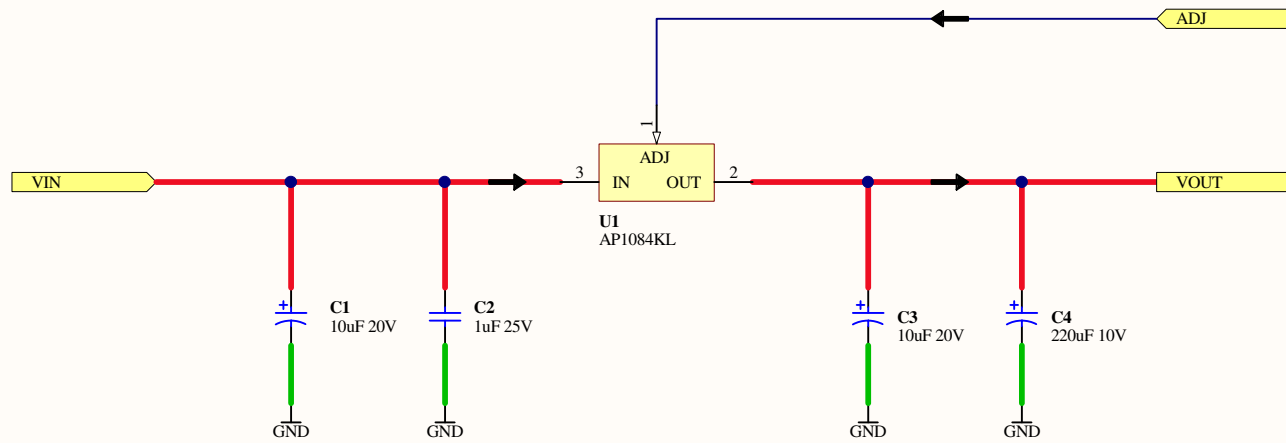 ADJ
1
ADJ
VIN
3
IN
OUT
2
VOUT
U1
AP1084KL
+
C1
10uF 20V
C2
1uF 25V
+
C3
10uF 20V
+
C4
220uF 10V
GND
GND
GND
GND